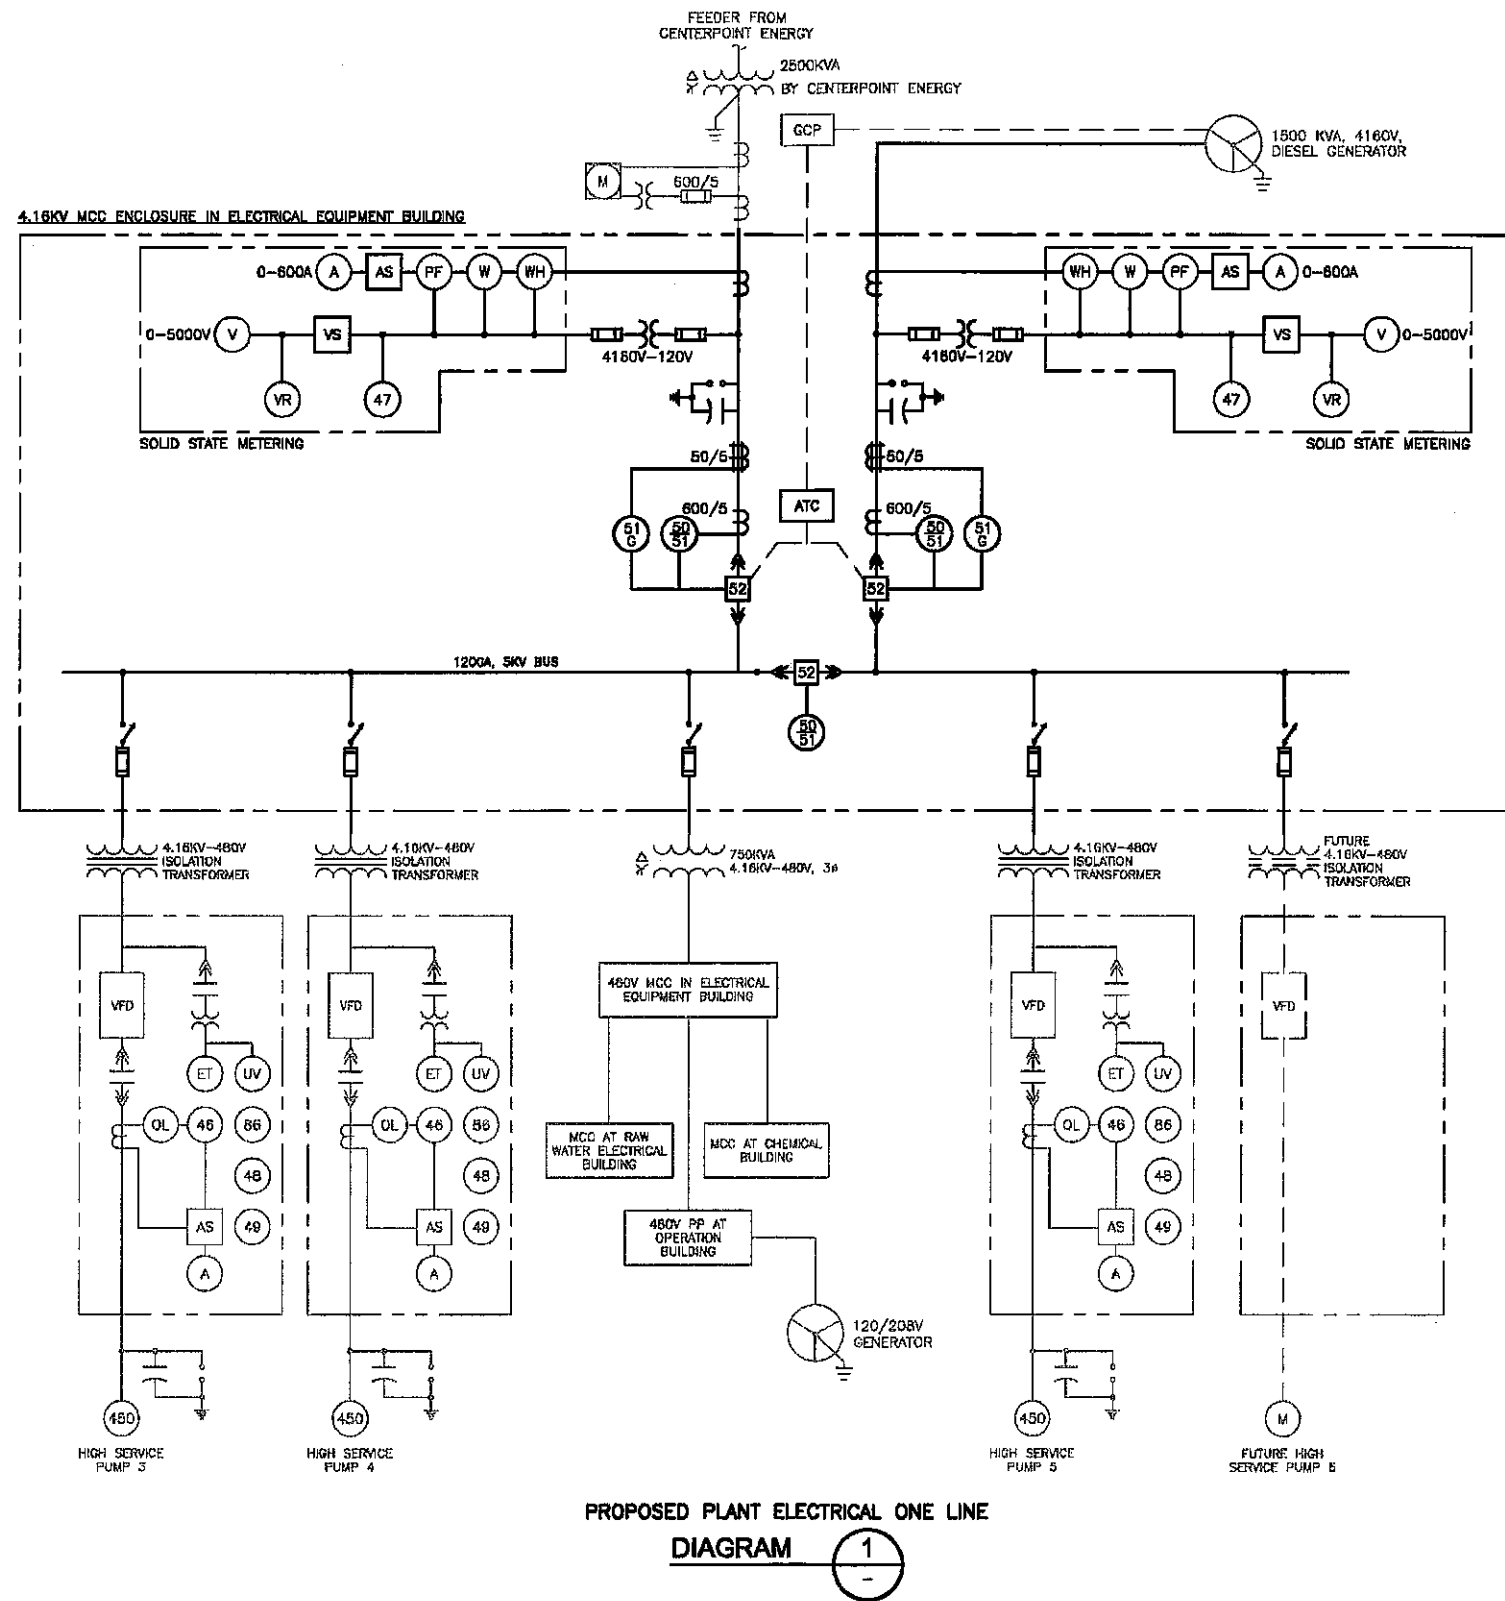 FEEDER FROM
CENTERPOINT ENERGY
2500KVA
BY CENTERPOINT ENERGY
GCP
1500 KVA, 4160V,
DIESEL GENERATOR
M
600/5
4.16KV MCC ENCLOSURE IN ELECTRICAL EQUIPMENT BUILDING
0-600A A AS PF W WH
WH W PF AS A 0-600A
0-5000V V VS
4160V-120V
4160V-120V
VS V 0-5000V
VR 47
47 VR
SOLID STATE METERING
SOLID STATE METERING
50/5
50/5
600/5
ATC
600/5
51
G
50
51
50
51
51
G
52
52
1200A, 5KV BUS
52
50
51
4.16KV-480V
ISOLATION
TRANSFORMER
4.16KV-480V
ISOLATION
TRANSFORMER
750KVA
4.16KV-480V, 3ø
4.16KV-480V
ISOLATION
TRANSFORMER
FUTURE
4.16KV-480V
ISOLATION
TRANSFORMER
VFD
ET UV
OL 46 86
48
AS 49
A
VFD
ET UV
OL 46 86
48
AS 49
A
480V MCC IN ELECTRICAL
EQUIPMENT BUILDING
MCC AT RAW
WATER ELECTRICAL
BUILDING
MCC AT CHEMICAL
BUILDING
480V PP AT
OPERATION
BUILDING
120/208V
GENERATOR
VFD
ET UV
OL 46 86
48
AS 49
A
VFD
450
HIGH SERVICE
PUMP 3
450
HIGH SERVICE
PUMP 4
450
HIGH SERVICE
PUMP 5
M
FUTURE HIGH
SERVICE PUMP 6
PROPOSED PLANT ELECTRICAL ONE LINE
DIAGRAM
1
-